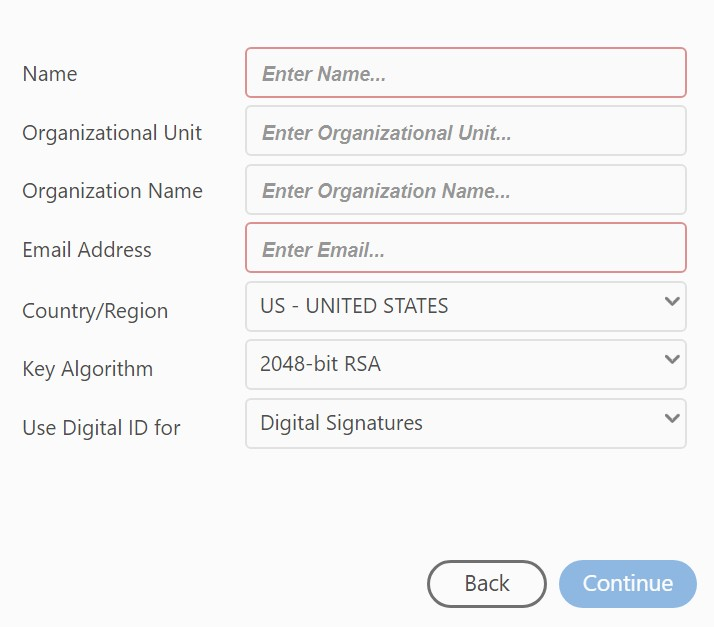 Name Enter Name...
Organizational Unit Enter Organizational Unit...
Organization Name Enter Organization Name...
Email Address Enter Email...
Country/Region US - UNITED STATES
Key Algorithm 2048-bit RSA
Use Digital ID for Digital Signatures
Back Continue